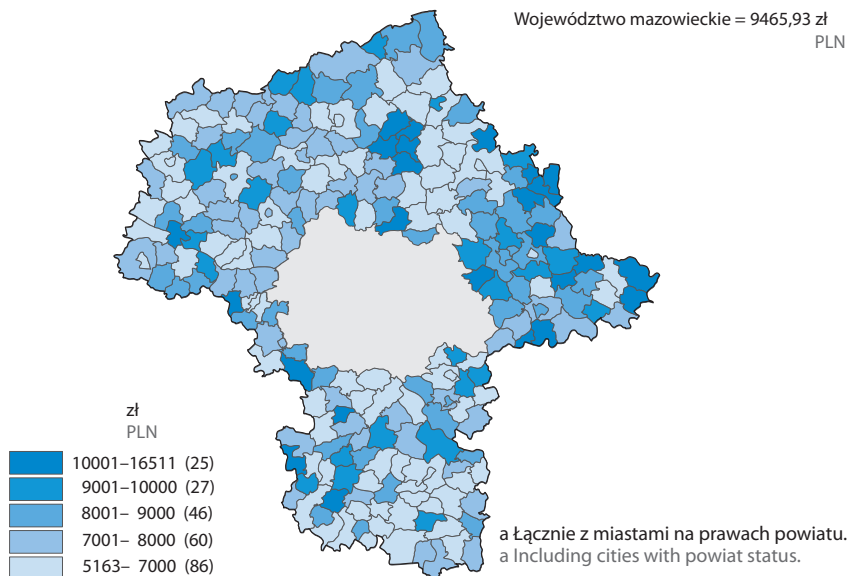 Województwo mazowieckie = 9465,93 zł
PLN
zł
PLN
10001–16511 (25)
9001–10000 (27)
8001– 9000 (46)
7001– 8000 (60)
5163– 7000 (86)
a Łącznie z miastami na prawach powiatu.
a Including cities with powiat status.